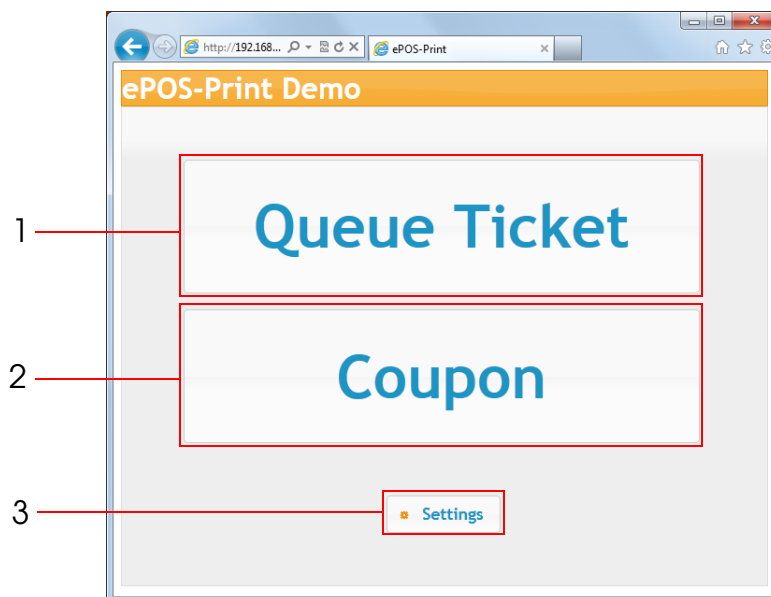 http://192.168... ePOS-Print
ePOS-Print Demo
1
Queue Ticket
2
Coupon
3
Settings